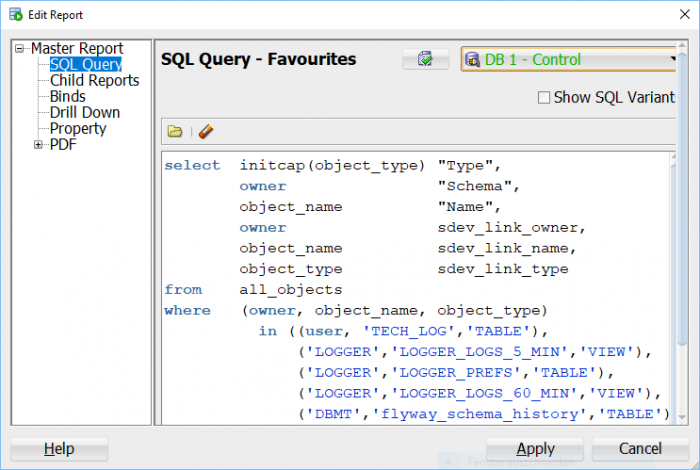 Edit Report
Master Report
SQL Query
Child Reports
Binds
Drill Down
Property
PDF
SQL Query - Favourites
DB 1 - Control
Show SQL Variant
select initcap(object_type) "Type",
owner "Schema",
object_name "Name",
owner sdev_link_owner,
object_name sdev_link_name,
object_type sdev_link_type
from all_objects
where (owner, object_name, object_type)
in ((user, 'TECH_LOG','TABLE'),
('LOGGER','LOGGER_LOGS_5_MIN','VIEW'),
('LOGGER','LOGGER_PREFS','TABLE'),
('LOGGER','LOGGER_LOGS_60_MIN','VIEW'),
('DBMT','flyway_schema_history','TABLE')
Help
Apply
Cancel
Fenster ausschneiden